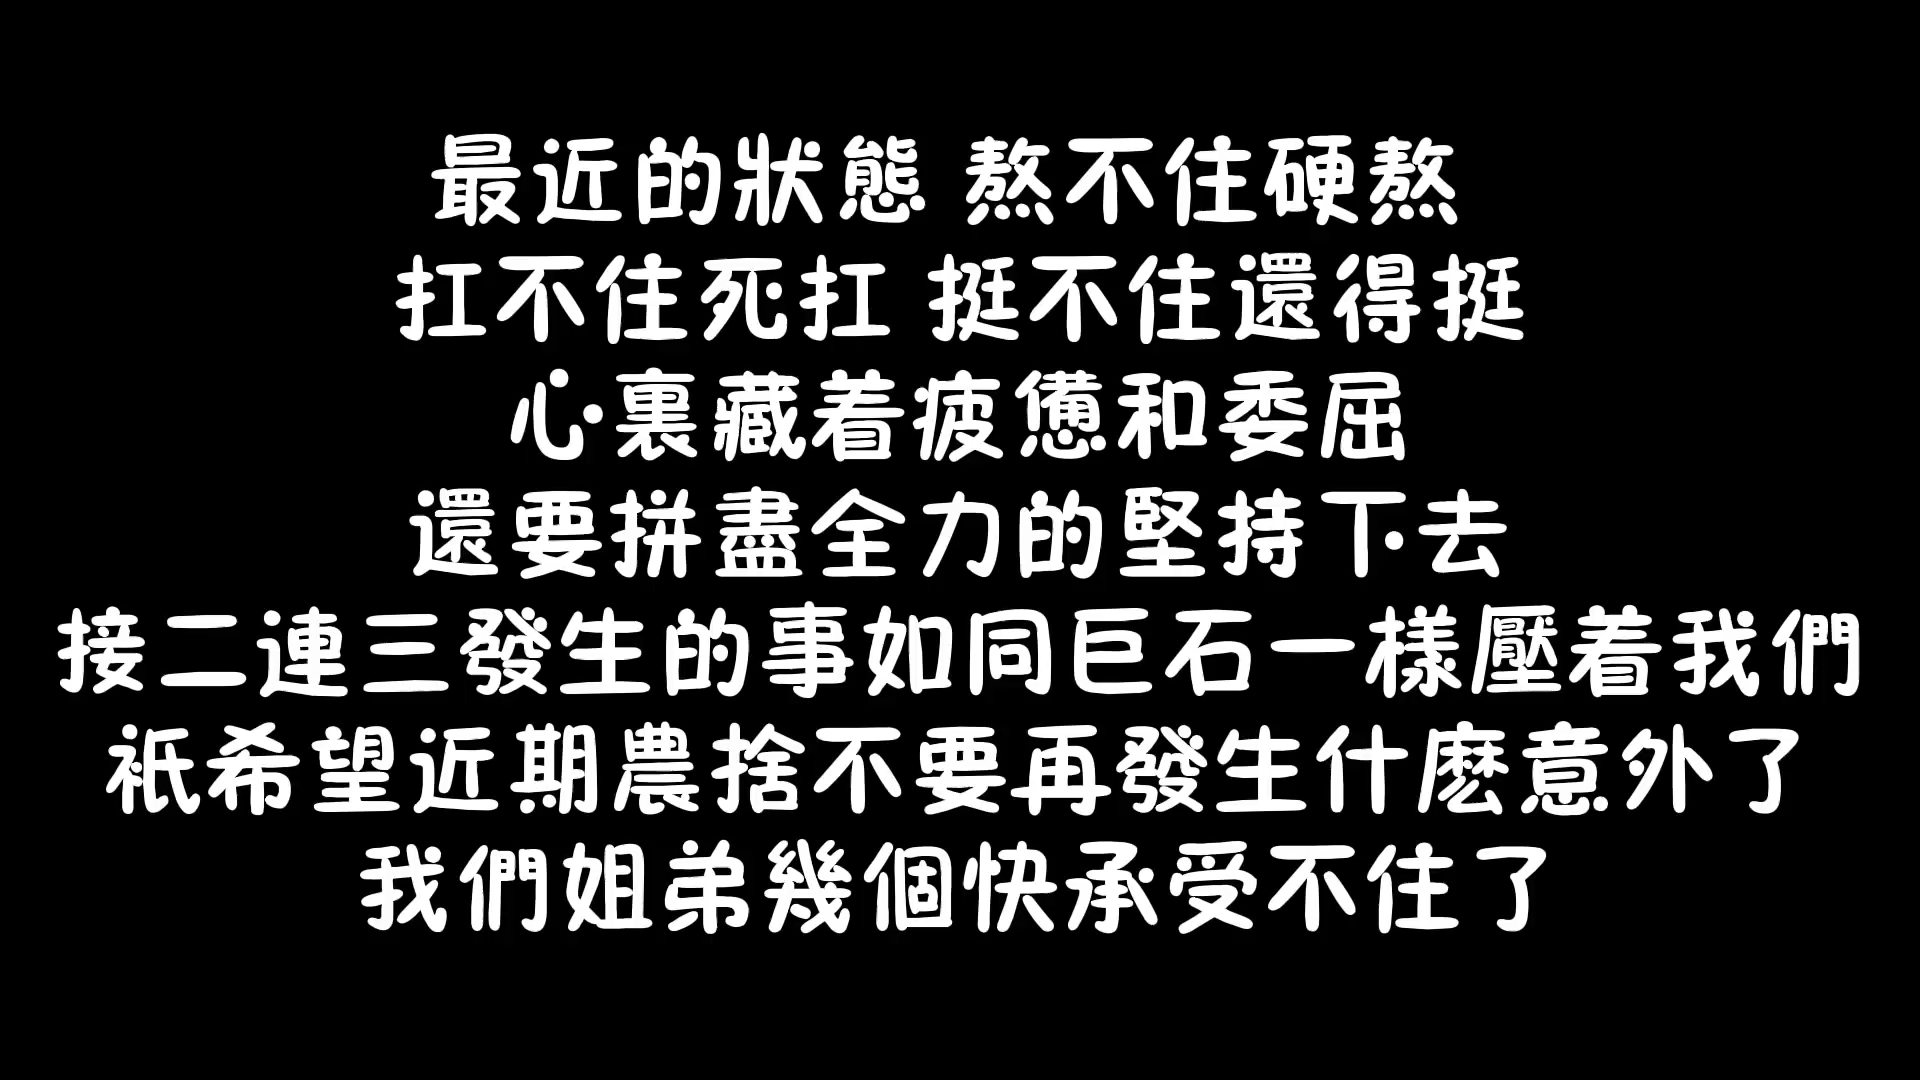 最近的狀態 熬不住硬熬
扛不住死扛 挺不住還得挺
心裏藏着疲憊和委屈
還要拼盡全力的堅持下去
接二連三發生的事如同巨石一樣壓着我們
衹希望近期農捨不要再發生什麽意外了
我們姐弟幾個快承受不住了